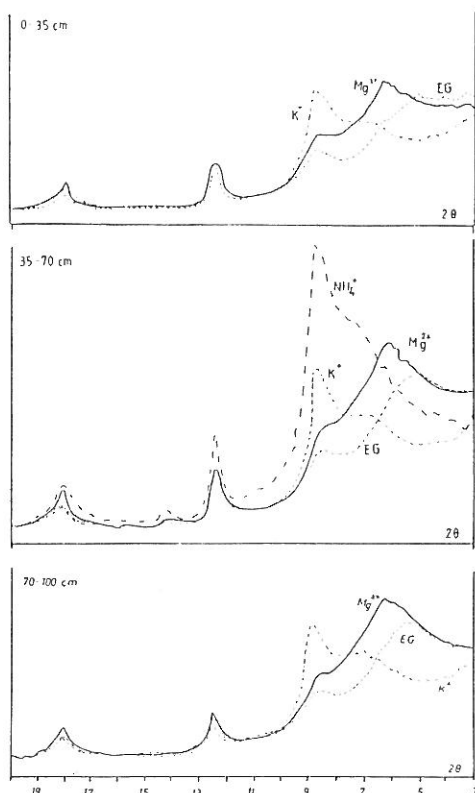 0-35 cm
K⁺
Mg²⁺
EG
2θ
35-70 cm
NH₄⁺
Mg²⁺
K⁺
EG
2θ
70-100 cm
Mg²⁺
EG
K⁺
2θ
19 17 15 13 11 9 7 5